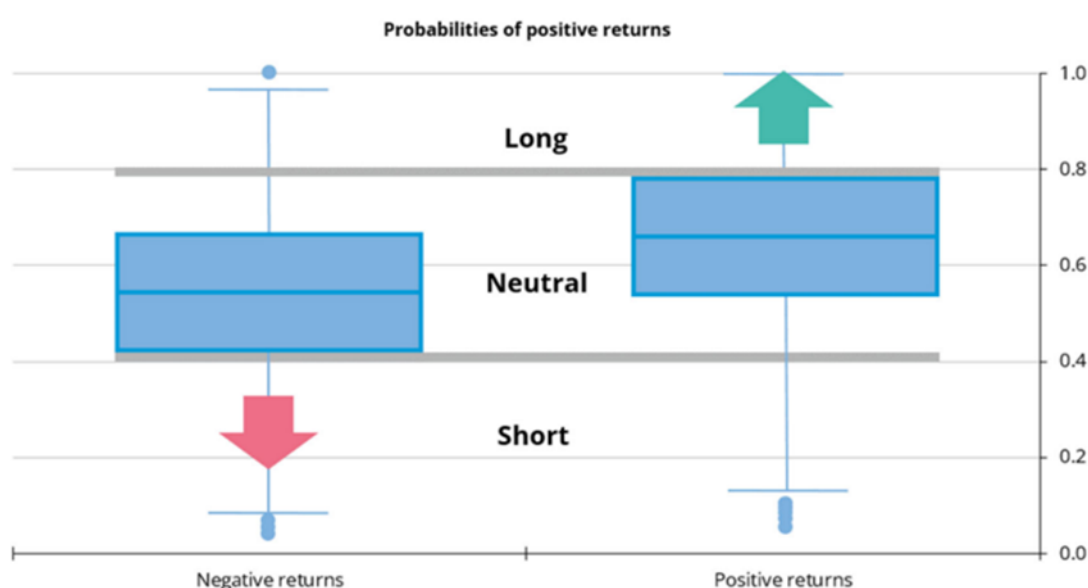 Probabilities of positive returns
1.0
Long
0.8
0.6
Neutral
0.4
Short
0.2
0.0
Negative returns
Positive returns